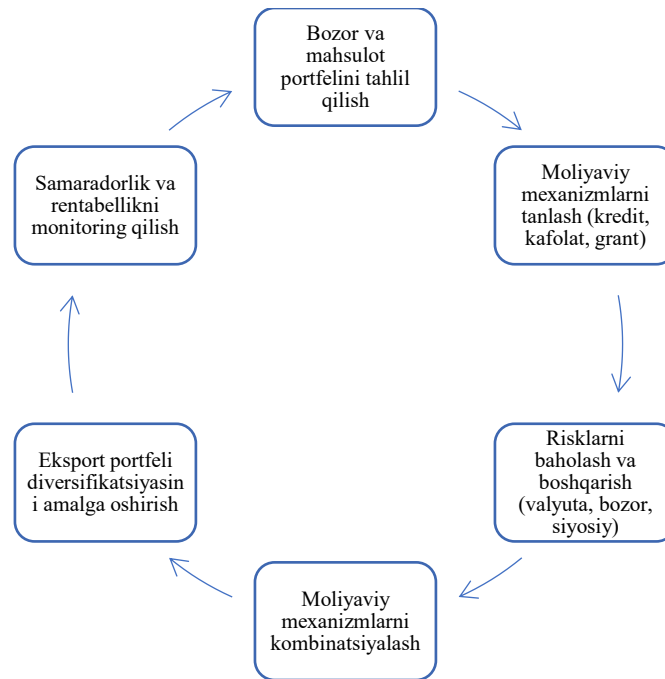 Bozor va
mahsulot
portfelini tahlil
qilish
Moliyaviy
mexanizmlarni
tanlash (kredit,
kafolat, grant)
Risklarni
baholash va
boshqarish
(valyuta, bozor,
siyosiy)
Moliyaviy
mexanizmlarni
kombinatsiyalash
Eksport portfeli
diversifikatsiyasin
i amalga oshirish
Samaradorlik va
rentabellikni
monitoring qilish